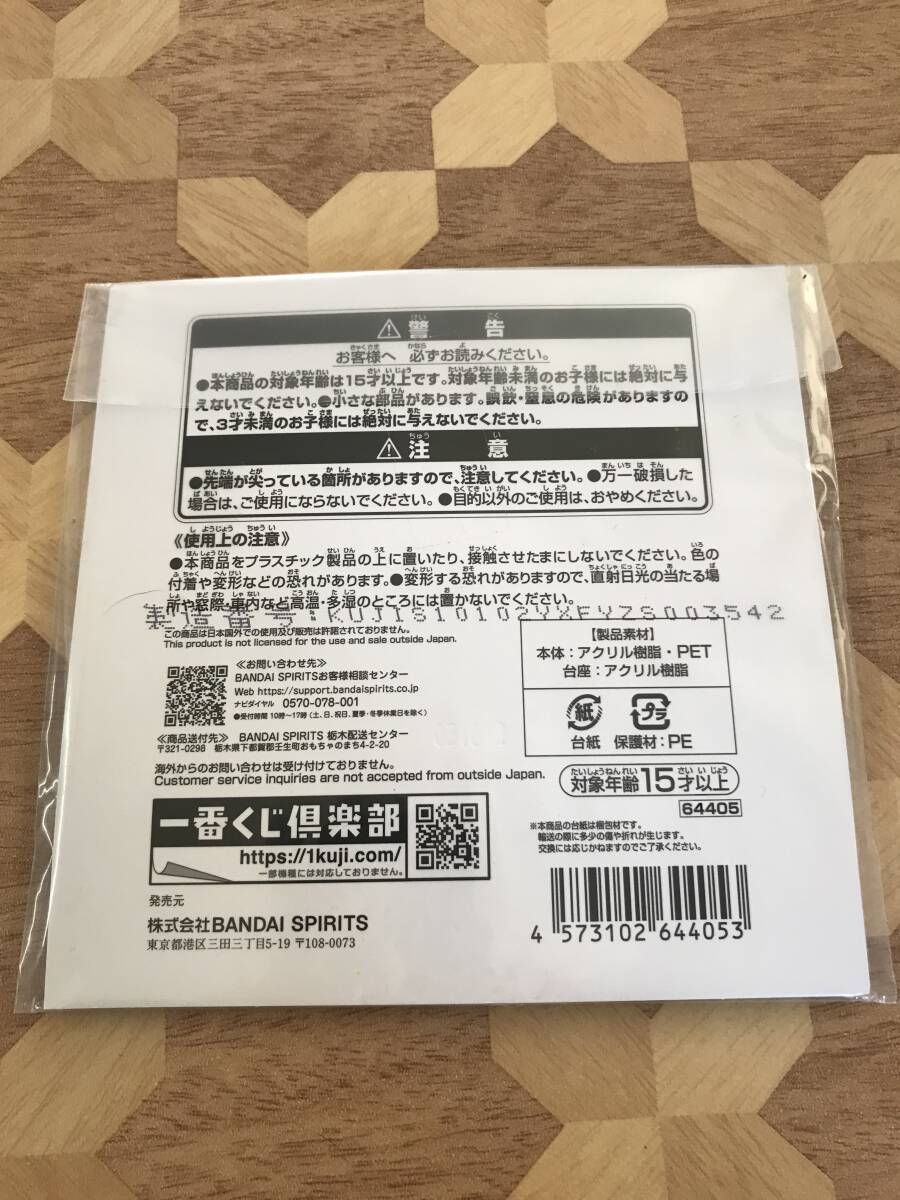 ⚠警告
お客様へ 必ずお読みください。
●本商品の対象年齢は15才以上です。対象年齢未満のお子様には絶対に与
えないでください。●小さな部品があります。誤飲・窒息の危険がありますの
で、3才未満のお子様には絶対に与えないでください。
⚠注意
●先端が尖っている箇所がありますので、注意してください。●万一破損した
場合は、ご使用にならないでください。●目的以外のご使用は、おやめください。
《使用上の注意》
●本商品をプラスチック製品の上に置いたり、接触させたまにしないでください。色の
付着や変形などの恐れがあります。●変形する恐れがありますので、直射日光の当たる場
所や窓際・車内など高温・多湿のところには置かないでください。
製造番号 KUJIS10102YXFYZS003542
この商品は日本国外での使用及び販売は許諾されておりません。
This product is not licensed for the use and sale outside Japan.
≪お問い合わせ先≫
BANDAI SPIRITSお客様相談センター
Web https://support.bandaispirits.co.jp
ナビダイヤル 0570-078-001
●受付時間 10時〜17時(土、日、祝日、夏季・冬季休業日を除く)
≪商品送付先≫ BANDAI SPIRITS 栃木配送センター
〒321-0298 栃木県下都賀郡壬生町おもちゃのまち4-2-20
海外からのお問い合わせは受け付けておりません。
Customer service inquiries are not accepted from outside Japan.
【製品素材】
本体:アクリル樹脂・PET
台座:アクリル樹脂
紙 プラ
台紙 保護材:PE
対象年齢15才以上
64405
※本商品の台紙は梱包材です。
輸送の際に多少の傷や折れが生じます。
交換には応じかねますのでご了承ください。
一番くじ倶楽部
https://1kuji.com/
一部機種には対応しておりません。
発売元
株式会社BANDAI SPIRITS
東京都港区三田三丁目5-19 〒108-0073
4 573102 644053